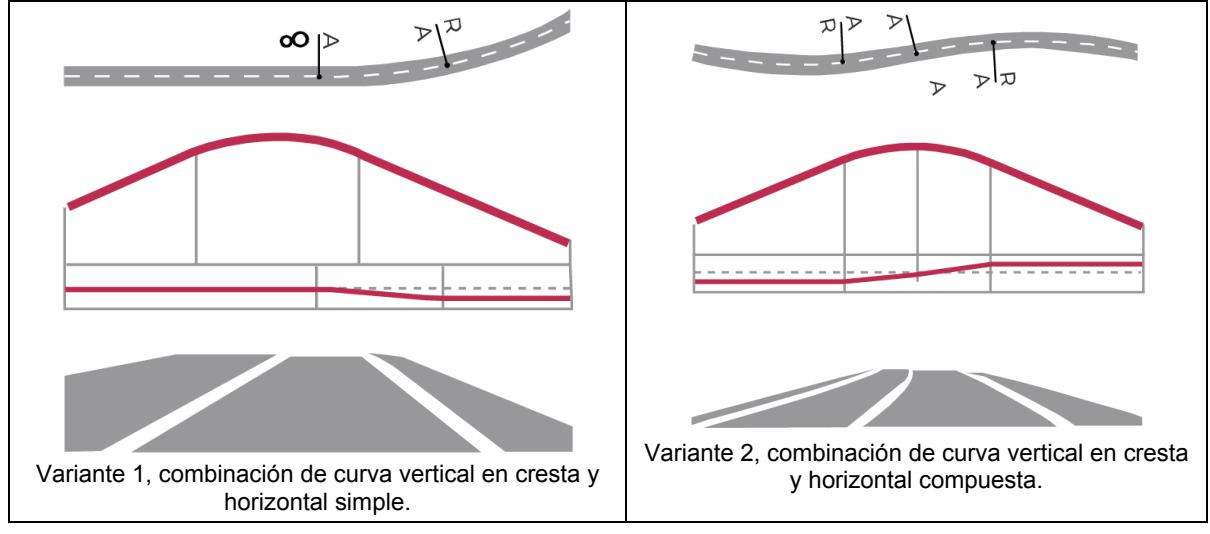 ∞ A
A R
R A
A
A
A R
Variante 1, combinación de curva vertical en cresta y
horizontal simple.
Variante 2, combinación de curva vertical en cresta
y horizontal compuesta.